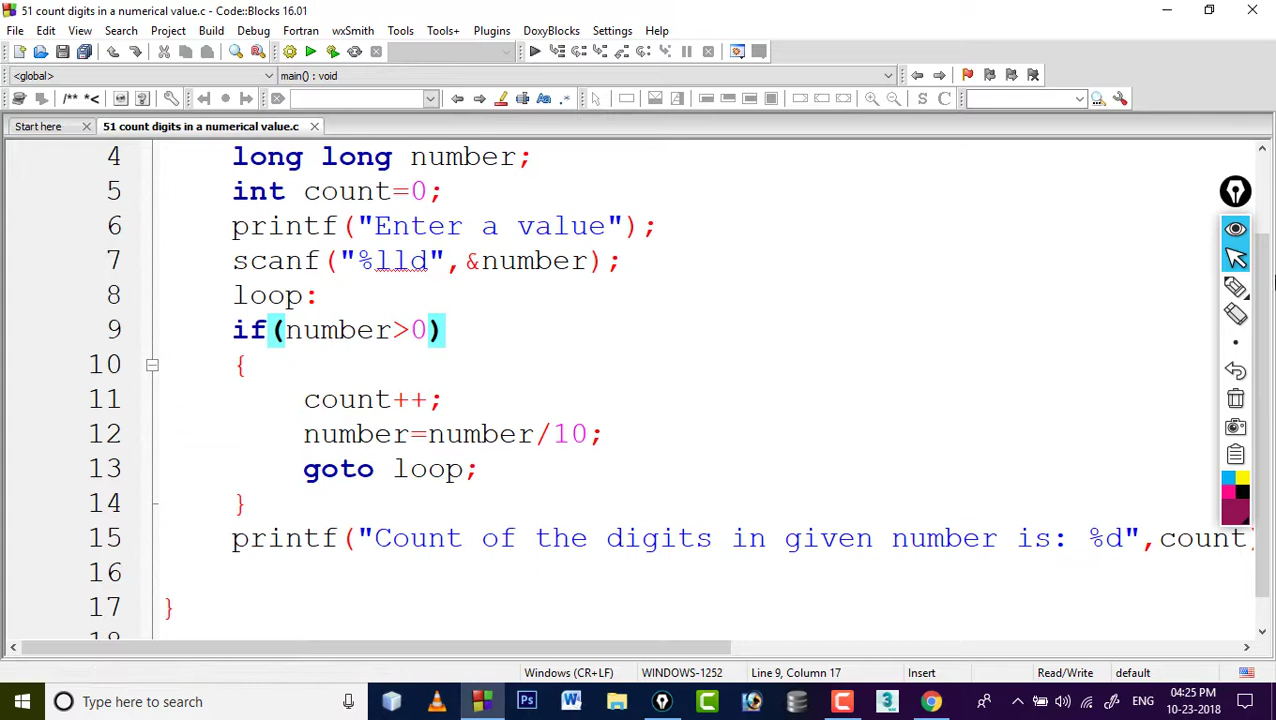 51 count digits in a numerical value.c - Code::Blocks 16.01
File Edit View Search Project Build Debug Fortran wxSmith Tools Tools+ Plugins DoxyBlocks Settings Help
<global> main() : void
/** *<
S C
Start here 51 count digits in a numerical value.c
4 long long number;
5 int count=0;
6 printf("Enter a value");
7 scanf("%lld",&number);
8 loop:
9 if(number>0)
10 {
11 count++;
12 number=number/10;
13 goto loop;
14 }
15 printf("Count of the digits in given number is: %d",count)
16
17 }
18
Windows (CR+LF) WINDOWS-1252 Line 9, Column 17 Insert Read/Write default
Type here to search ENG 04:25 PM
10-23-2018